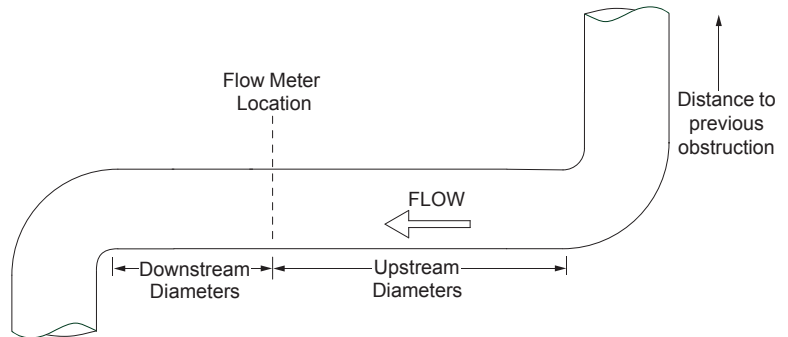 Flow Meter
Location
Distance to
previous
obstruction
FLOW
Downstream
Diameters
Upstream
Diameters